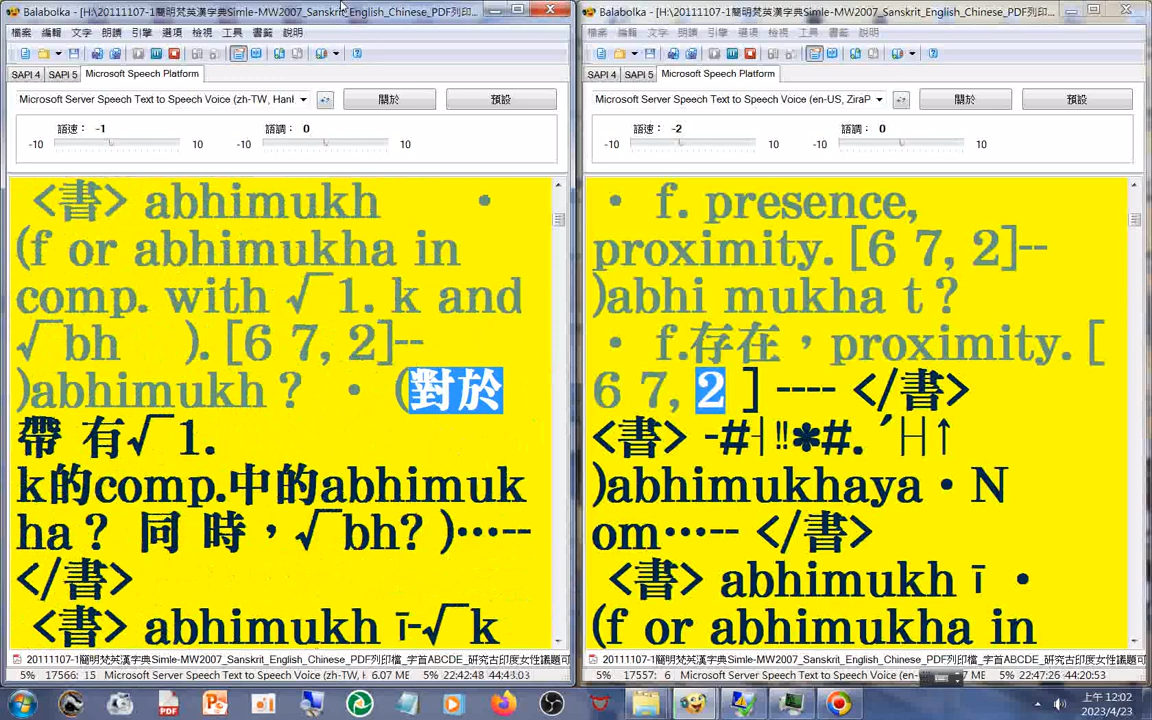 Balabolka - [H:\20111107-1簡明梵英漢字典Simle-MW2007_Sanskrit_English_Chinese_PDF列印...
檔案 編輯 文字 朗讀 引擎 選項 檢視 工具 書籤 說明
SAPI 4 SAPI 5 Microsoft Speech Platform
Microsoft Server Speech Text to Speech Voice (zh-TW, HanH
關於 預設
語速： -1 語調： 0
-10 10 -10 10
<書> abhimukh •
(f or abhimukha in
comp. with √ 1. k and
√bh ). [6 7, 2]--
)abhimukh ? • (對於
帶 有√ 1.
k的comp.中的abhimuk
ha ? 同 時，√bh? )…--
</書>
<書> abhimukh ī-√k
20111107-1簡明梵英漢字典Simle-MW2007_Sanskrit_English_Chinese_PDF列印檔_字首ABCDE_研究古印度女性議題可
5% 17566: 15 Microsoft Server Speech Text to Speech Voice (zh-TW, H 6.07 MB 5% 22:42:48 44:43:03
Balabolka - [H:\20111107-1簡明梵英漢字典Simle-MW2007_Sanskrit_English_Chinese_PDF列印...
檔案 編輯 文字 朗讀 引擎 選項 檢視 工具 書籤 說明
SAPI 4 SAPI 5 Microsoft Speech Platform
Microsoft Server Speech Text to Speech Voice (en-US, ZiraP
關於 預設
語速： -2 語調： 0
-10 10 -10 10
• f. presence,
proximity. [6 7, 2]--
)abhi mukha t ?
• f.存在，proximity. [
6 7, 2 ] ---- </書>
<書> -#┤‼✱#. ˊ├┤↑
)abhimukhaya • N
om…-- </書>
<書> abhimukh ī •
(f or abhimukha in
20111107-1簡明梵英漢字典Simle-MW2007_Sanskrit_English_Chinese_PDF列印檔_字首ABCDE_研究古印度女性議題可
5% 17557: 6 Microsoft Server Speech Text to Speech Voice (en-US, 5% 22:47:26 44:20:53
上午 12:02
2023/4/23